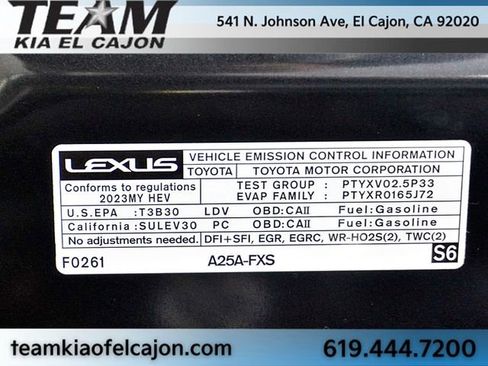 TEAM
KIA EL CAJON
541 N. Johnson Ave, El Cajon, CA 92020
LEXUS
VEHICLE EMISSION CONTROL INFORMATION
TOYOTA TOYOTA MOTOR CORPORATION
Conforms to regulations
2023MY HEV
TEST GROUP : PTYXV02.5P33
EVAP FAMILY : PTYXR0165J72
U.S.EPA : T3B30 LDV OBD:CAII Fuel:Gasoline
California : SULEV30 PC OBD:CAII Fuel:Gasoline
No adjustments needed. DFI+SFI, EGR, EGRC, WR-HO2S(2), TWC(2)
F0261 A25A-FXS S6
teamkiaofelcajon.com 619.444.7200